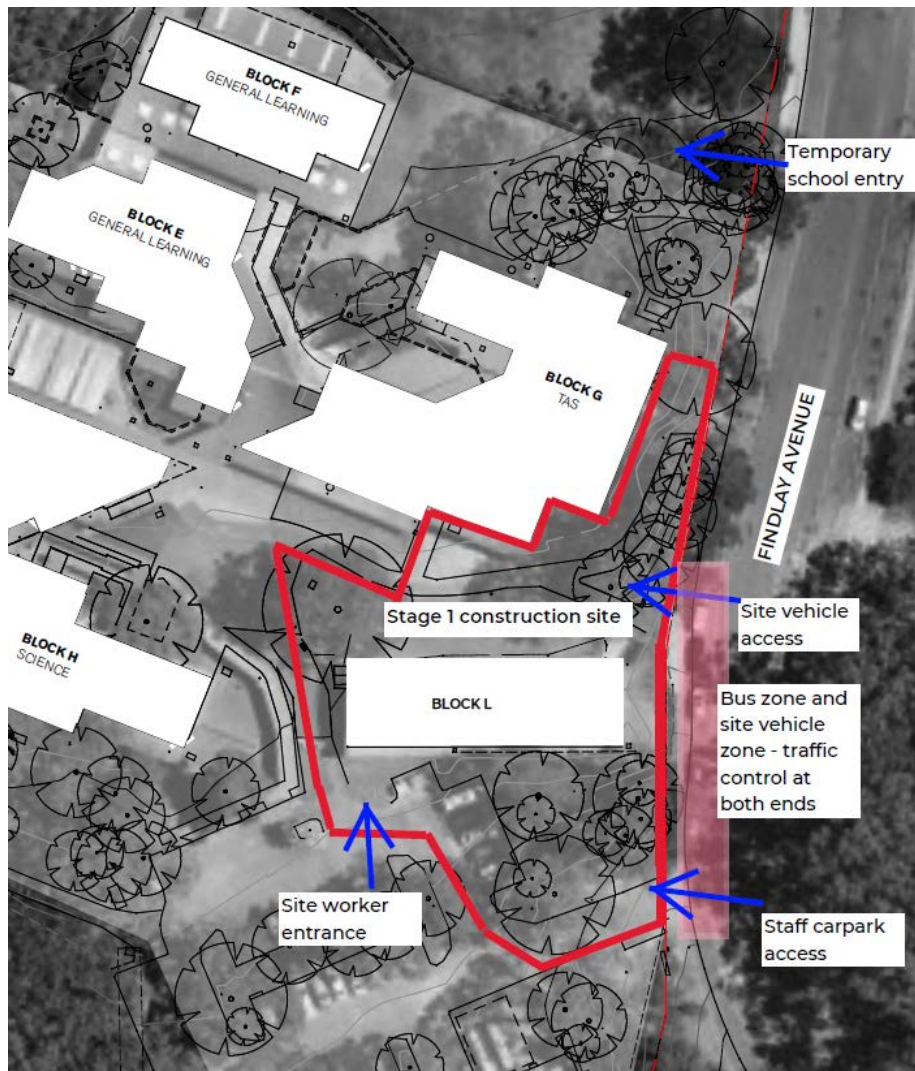 BLOCK F
GENERAL LEARNING
Temporary
school entry
BLOCK E
GENERAL LEARNING
BLOCK G
TAS
FINDLAY AVENUE
Stage 1 construction site
Site vehicle
access
BLOCK H
SCIENCE
BLOCK L
Bus zone and
site vehicle
zone - traffic
control at
both ends
Site worker
entrance
Staff carpark
access